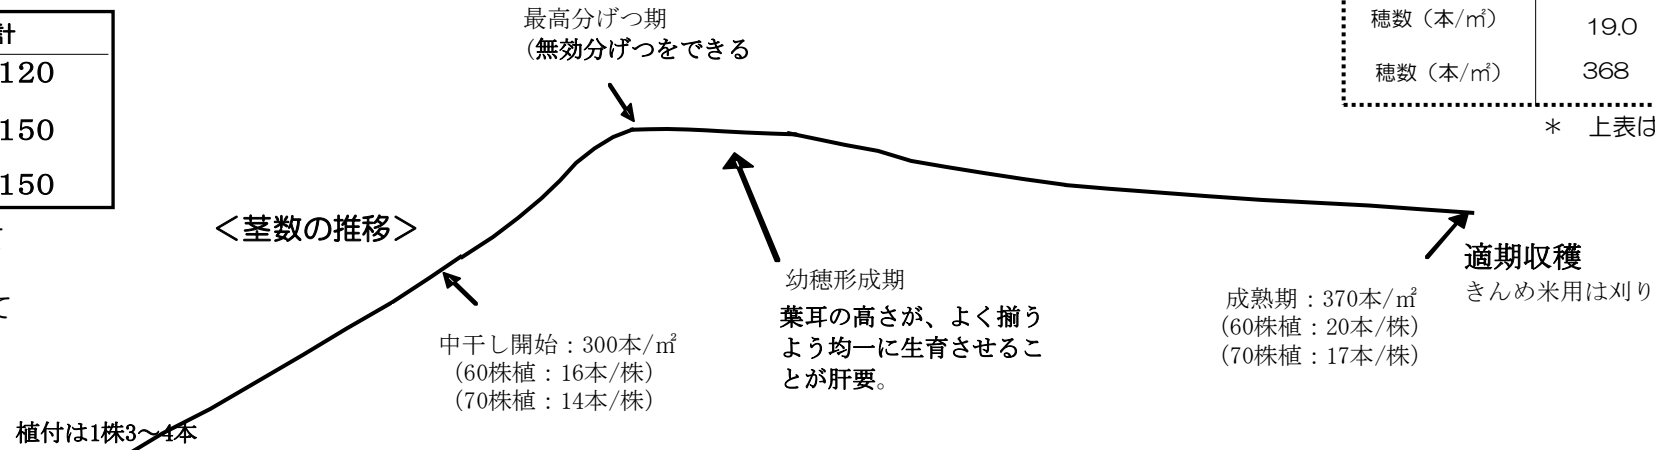 計
120
150
150
て
最高分げつ期
(無効分げつをできる
穂数（本/㎡） 19.0
穂数（本/㎡） 368
＊　上表は
＜茎数の推移＞
幼穂形成期
葉耳の高さが、よく揃う
よう均一に生育させるこ
とが肝要。
中干し開始：300本/㎡
(60株植：16本/株)
(70株植：14本/株)
適期収穫
きんめ米用は刈り
成熟期：370本/㎡
(60株植：20本/株)
(70株植：17本/株)
植付は1株3～4本